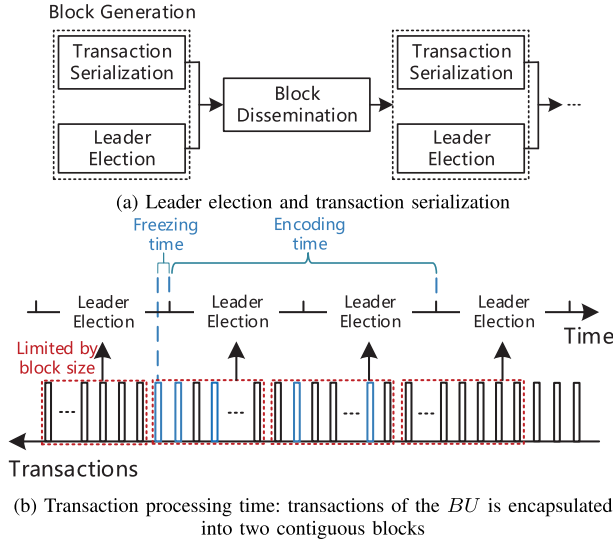 Block Generation
Transaction
Serialization
Leader
Election
Block
Dissemination
Transaction
Serialization
Leader
Election
...
(a) Leader election and transaction serialization
Freezing
time
Encoding
time
Leader
Election
Leader
Election
Leader
Election
Leader
Election
Time
Limited by
block size
...
...
...
...
Transactions
(b) Transaction processing time: transactions of the BU is encapsulated
into two contiguous blocks